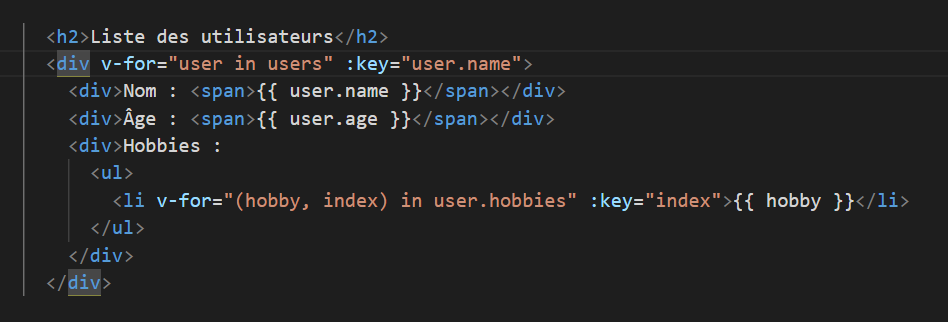 <h2>Liste des utilisateurs</h2>
<div v-for="user in users" :key="user.name">
<div>Nom : <span>{{ user.name }}</span></div>
<div>Âge : <span>{{ user.age }}</span></div>
<div>Hobbies :
<ul>
<li v-for="(hobby, index) in user.hobbies" :key="index">{{ hobby }}</li>
</ul>
</div>
</div>